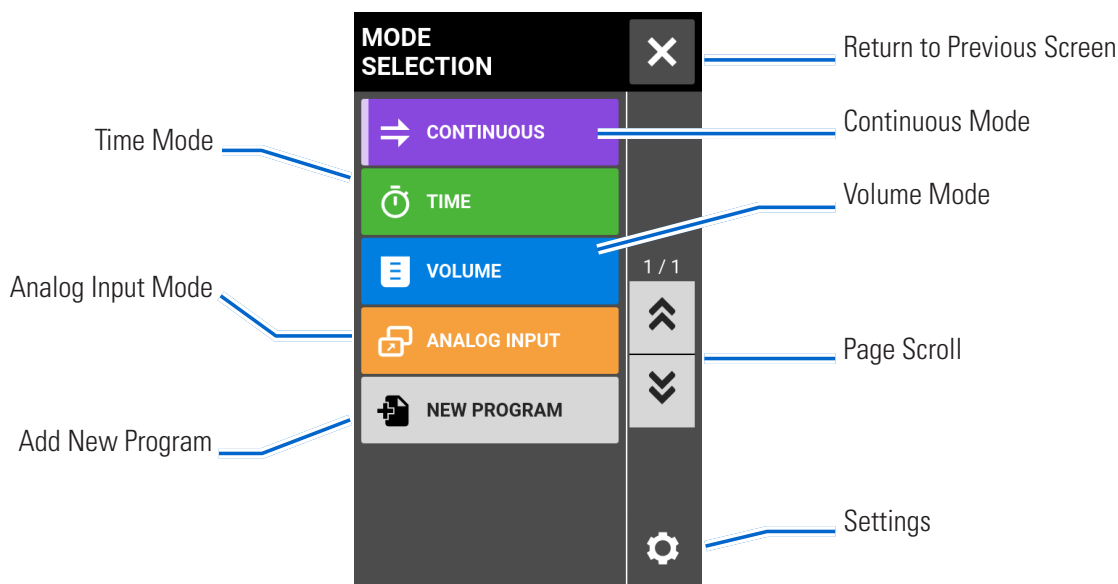 MODE
SELECTION
Return to Previous Screen
Continuous Mode
CONTINUOUS
Time Mode
TIME
Volume Mode
VOLUME
1 / 1
Analog Input Mode
ANALOG INPUT
Page Scroll
NEW PROGRAM
Add New Program
Settings